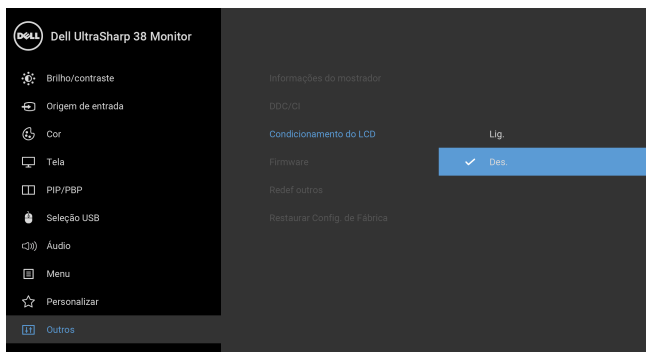 DELL
Dell UltraSharp 38 Monitor
Brilho/contraste
Origem de entrada
Cor
Tela
PIP/PBP
Seleção USB
Áudio
Menu
Personalizar
Outros
Informações do mostrador
DDC/CI
Condicionamento do LCD
Firmware
Redef outros
Restaurar Config. de Fábrica
Lig.
Des.